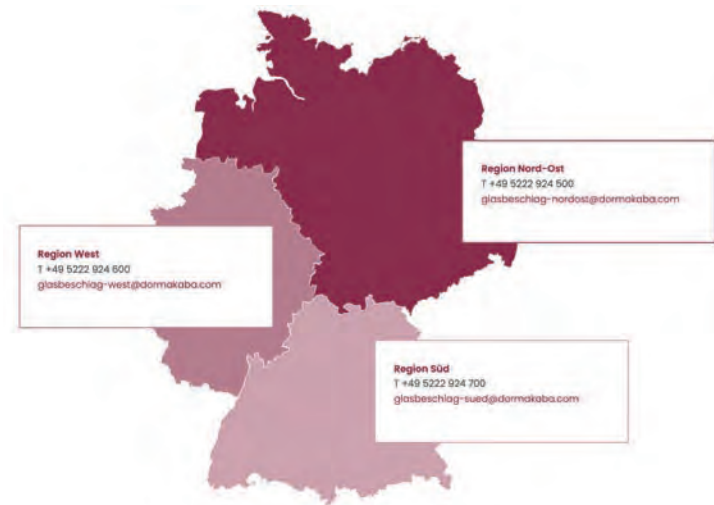 Region Nord-Ost
T +49 5222 924 500
glasbeschlag-nordost@dormakaba.com
Region West
T +49 5222 924 600
glasbeschlag-west@dormakaba.com
Region Süd
T +49 5222 924 700
glasbeschlag-sued@dormakaba.com